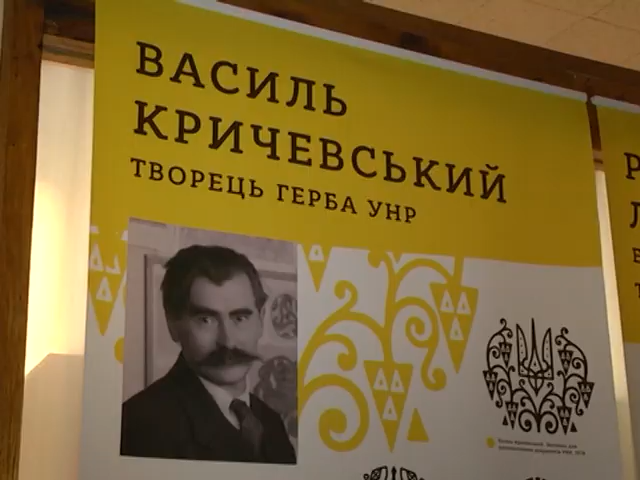 ВАСИЛЬ
КРИЧЕВСЬКИЙ
ТВОРЕЦЬ ГЕРБА УНР
Р
Л